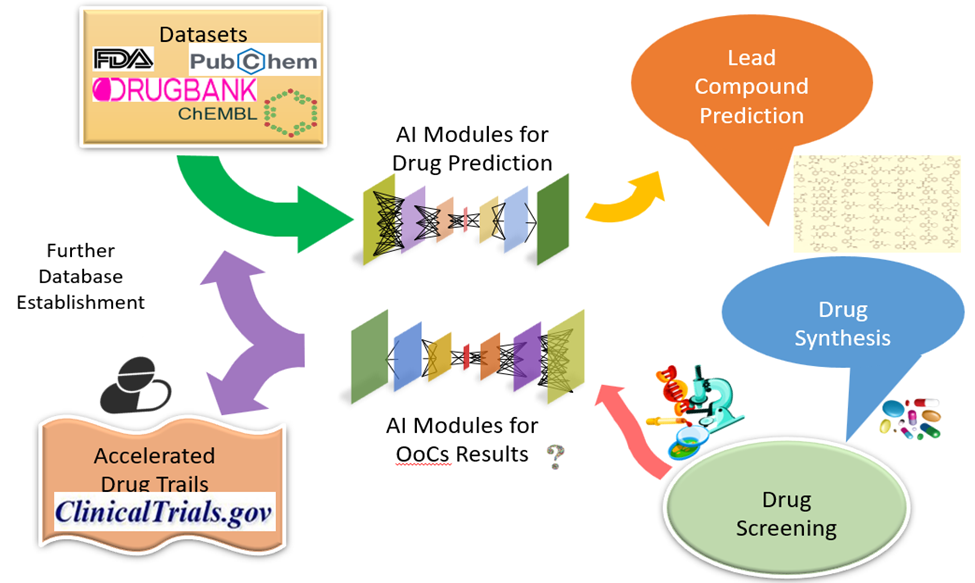 Datasets
FDA
PubChem
DRUGBANK
ChEMBL
AI Modules for
Drug Prediction
Lead
Compound
Prediction
Further
Database
Establishment
Drug
Synthesis
AI Modules for
OoCs Results ?
Accelerated
Drug Trails
ClinicalTrials.gov
Drug
Screening